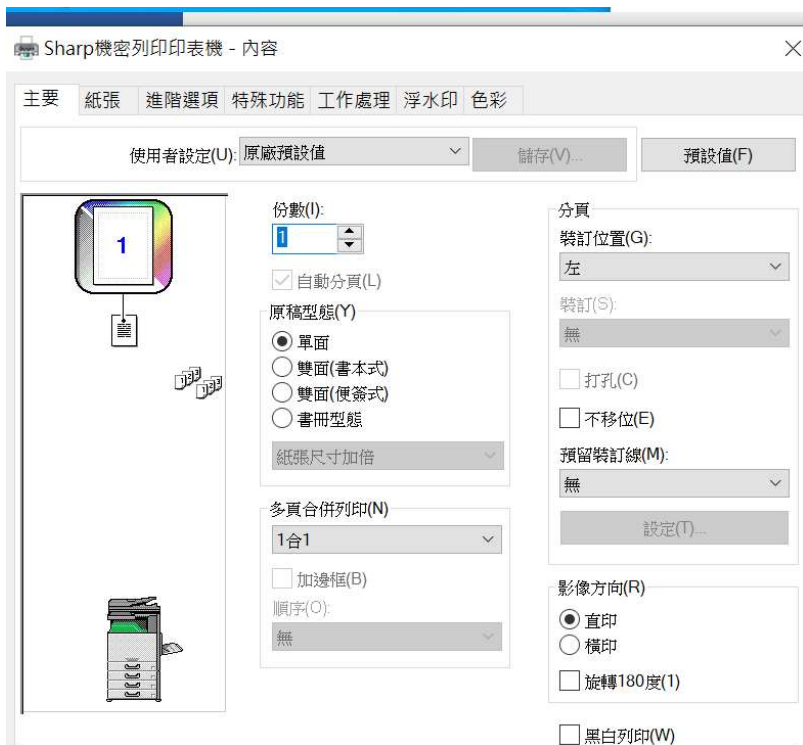 Sharp機密列印印表機 - 內容
主要 紙張 進階選項 特殊功能 工作處理 浮水印 色彩
使用者設定(U): 原廠預設值 儲存(V)... 預設值(F)
1
份數(I):
1
自動分頁(L)
原稿型態(Y)
單面
雙面(書本式)
雙面(便簽式)
書冊型態
紙張尺寸加倍
多頁合併列印(N)
1合1
加邊框(B)
順序(O):
無
分頁
裝訂位置(G):
左
裝訂(S):
無
打孔(C)
不移位(E)
預留裝訂線(M):
無
設定(T)...
影像方向(R)
直印
橫印
旋轉180度(1)
黑白列印(W)